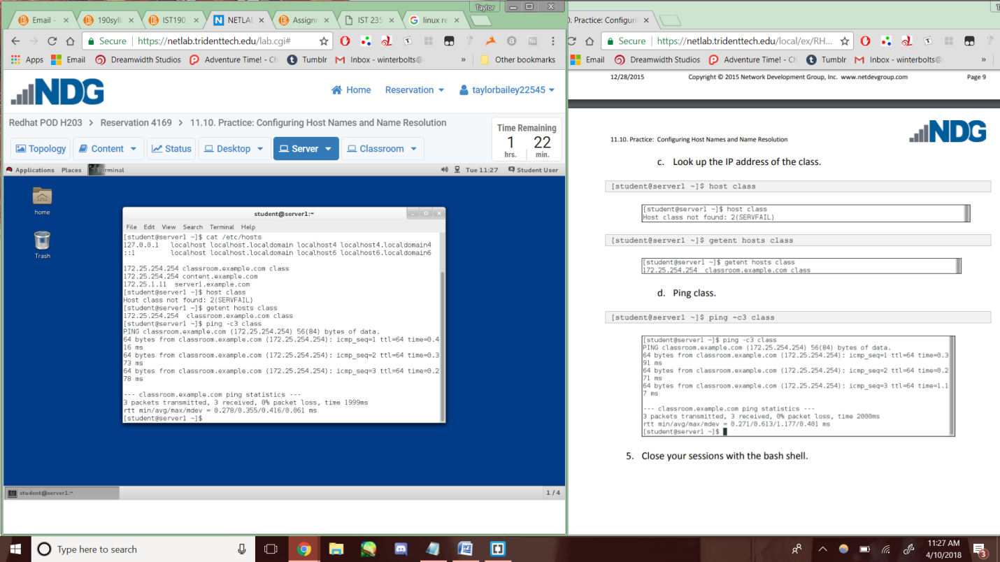 Taylor
Email -
190syll
IST190
NETLAB
Assignm
IST 235
linux re
Secure | https://netlab.tridenttech.edu/lab.cgi#
Apps Email Dreamwidth Studios Adventure Time! - Ch Tumblr Inbox - winterbolts@ » Other bookmarks
NDG
Home Reservation taylorbailey22545
Redhat POD H203 > Reservation 4169 > 11.10. Practice: Configuring Host Names and Name Resolution
Time Remaining
1 22
hrs. min.
Topology Content Status Desktop Server Classroom
Applications Places Terminal Tue 11:27 Student User
home
Trash
student@server1:~
File Edit View Search Terminal Help
[student@server1 ~]$ cat /etc/hosts
127.0.0.1 localhost localhost.localdomain localhost4 localhost4.localdomain4
::1 localhost localhost.localdomain localhost6 localhost6.localdomain6
172.25.254.254 classroom.example.com class
172.25.254.254 content.example.com
172.25.1.11 server1.example.com
[student@server1 ~]$ host class
Host class not found: 2(SERVFAIL)
[student@server1 ~]$ getent hosts class
172.25.254.254 classroom.example.com class
[student@server1 ~]$ ping -c3 class
PING classroom.example.com (172.25.254.254) 56(84) bytes of data.
64 bytes from classroom.example.com (172.25.254.254): icmp_seq=1 ttl=64 time=0.4
16 ms
64 bytes from classroom.example.com (172.25.254.254): icmp_seq=2 ttl=64 time=0.3
73 ms
64 bytes from classroom.example.com (172.25.254.254): icmp_seq=3 ttl=64 time=0.2
78 ms
--- classroom.example.com ping statistics ---
3 packets transmitted, 3 received, 0% packet loss, time 1999ms
rtt min/avg/max/mdev = 0.278/0.355/0.416/0.061 ms
[student@server1 ~]$
student@server1:~ 1 / 4
0. Practice: Configuri
Secure | https://netlab.tridenttech.edu/local/ex/RH...
Email Dreamwidth Studios Adventure Time! - Ch Tumblr Inbox - winterbolts@ »
12/28/2015 Copyright © 2015 Network Development Group, Inc. www.netdevgroup.com Page 9
NDG
11.10. Practice: Configuring Host Names and Name Resolution
c. Look up the IP address of the class.
[student@server1 ~]$ host class
[student@server1 ~]$ host class
Host class not found: 2(SERVFAIL)
[student@server1 ~]$ getent hosts class
[student@server1 ~]$ getent hosts class
172.25.254.254 classroom.example.com class
d. Ping class.
[student@server1 ~]$ ping -c3 class
[student@server1 ~]$ ping -c3 class
PING classroom.example.com (172.25.254.254) 56(84) bytes of data.
64 bytes from classroom.example.com (172.25.254.254): icmp_seq=1 ttl=64 time=0.3
91 ms
64 bytes from classroom.example.com (172.25.254.254): icmp_seq=2 ttl=64 time=0.2
71 ms
64 bytes from classroom.example.com (172.25.254.254): icmp_seq=3 ttl=64 time=1.1
7 ms
--- classroom.example.com ping statistics ---
3 packets transmitted, 3 received, 0% packet loss, time 2000ms
rtt min/avg/max/mdev = 0.271/0.613/1.177/0.401 ms
[student@server1 ~]$
5. Close your sessions with the bash shell.
Type here to search
11:27 AM
4/10/2018
3